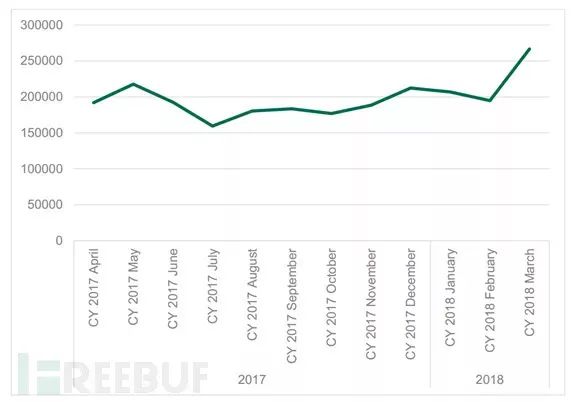 300000
250000
200000
150000
100000
50000
0
CY 2017 April
CY 2017 May
CY 2017 June
CY 2017 July
CY 2017 August
CY 2017 September
CY 2017 October
CY 2017 November
CY 2017 December
CY 2018 January
CY 2018 February
CY 2018 March
2017
2018
FREEBUF